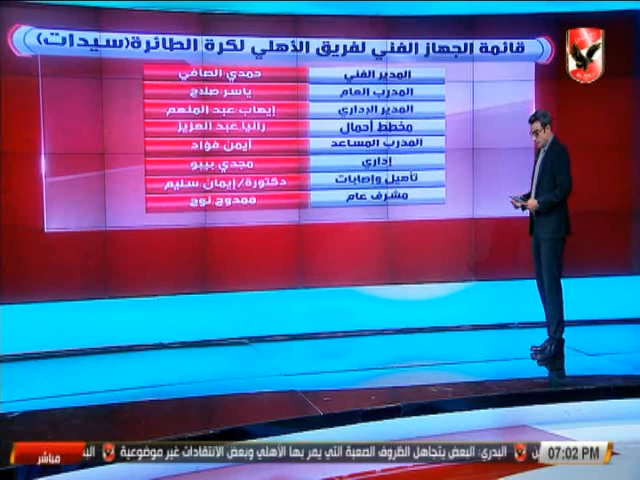 قائمة الجهاز الفني لفريق الأهلي لكرة الطائرة(سيدات)
المدير الفني حمدي الصافي
المدرب العام ياسر صلاح
المدير الإداري إيهاب عبد المنعم
مخطط أحمال رانيا عبد العزيز
المدرب المساعد أيمن فؤاد
إداري مجدي بيبو
تأهيل وإصابات دكتورة/إيمان سليم
مشرف عام ممدوح نوح
07:02 PM
البدري: البعض يتجاهل الظروف الصعبة التي يمر بها الأهلي وبعض الانتقادات غير موضوعية
البد
مباشر